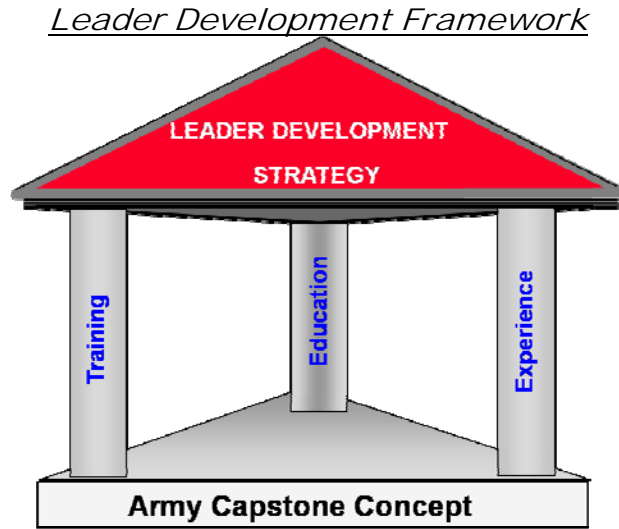 Leader Development Framework
LEADER DEVELOPMENT
STRATEGY
Training
Education
Experience
Army Capstone Concept